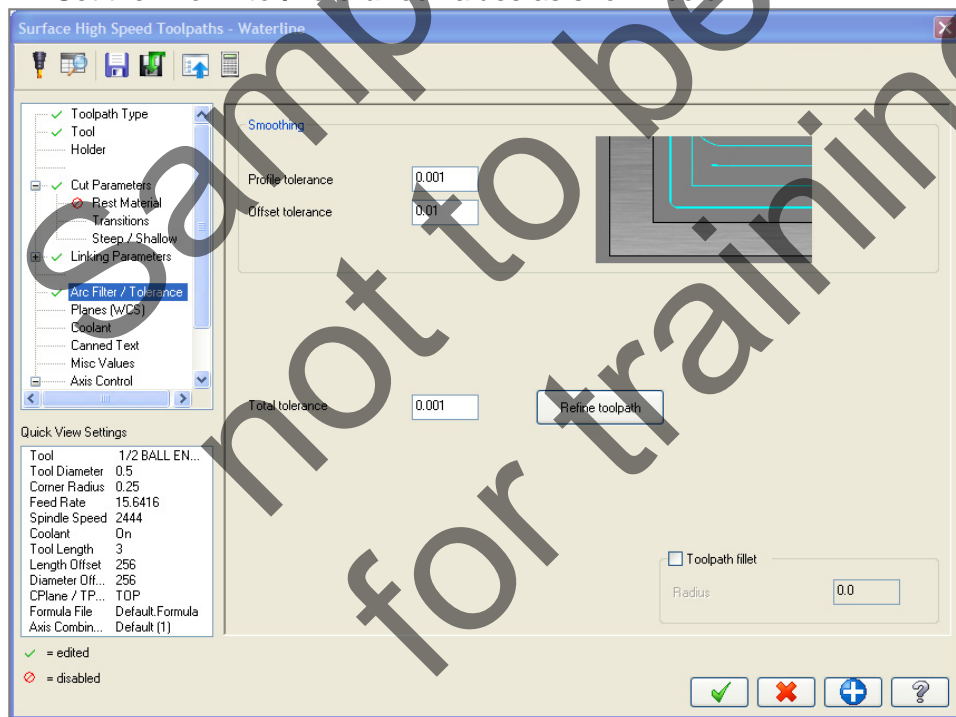 Surface High Speed Toolpaths - Waterline
Toolpath Type
Tool
Holder
Cut Parameters
Rest Material
Transitions
Steep / Shallow
Linking Parameters
Arc Filter / Tolerance
Planes (WCS)
Coolant
Canned Text
Misc Values
Axis Control
Smoothing
Profile tolerance 0.001
Offset tolerance 0.01
Total tolerance 0.001
Refine toolpath
Toolpath fillet
Radius 0.0
Quick View Settings
Tool 1/2 BALL EN...
Tool Diameter 0.5
Corner Radius 0.25
Feed Rate 15.6416
Spindle Speed 2444
Coolant On
Tool Length 3
Length Offset 256
Diameter Off... 256
CPlane / TP... TOP
Formula File Default.Formula
Axis Combin... Default (1)
= edited
= disabled
not to be
for training